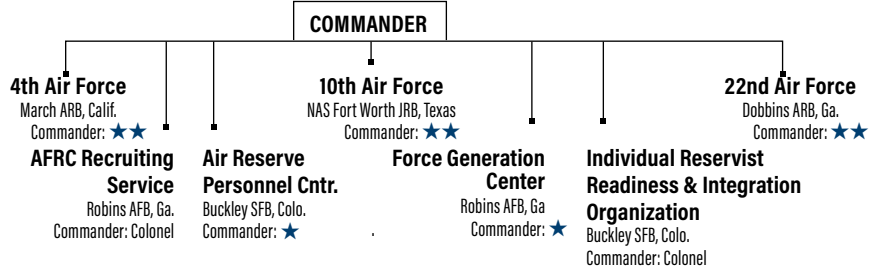 COMMANDER
4th Air Force
March ARB, Calif.
Commander: ★★
10th Air Force
NAS Fort Worth JRB, Texas
Commander: ★★
22nd Air Force
Dobbins ARB, Ga.
Commander: ★★
AFRC Recruiting
Service
Robins AFB, Ga.
Commander: Colonel
Air Reserve
Personnel Cntr.
Buckley SFB, Colo.
Commander: ★
Force Generation
Center
Robins AFB, Ga
Commander: ★
Individual Reservist
Readiness & Integration
Organization
Buckley SFB, Colo.
Commander: Colonel